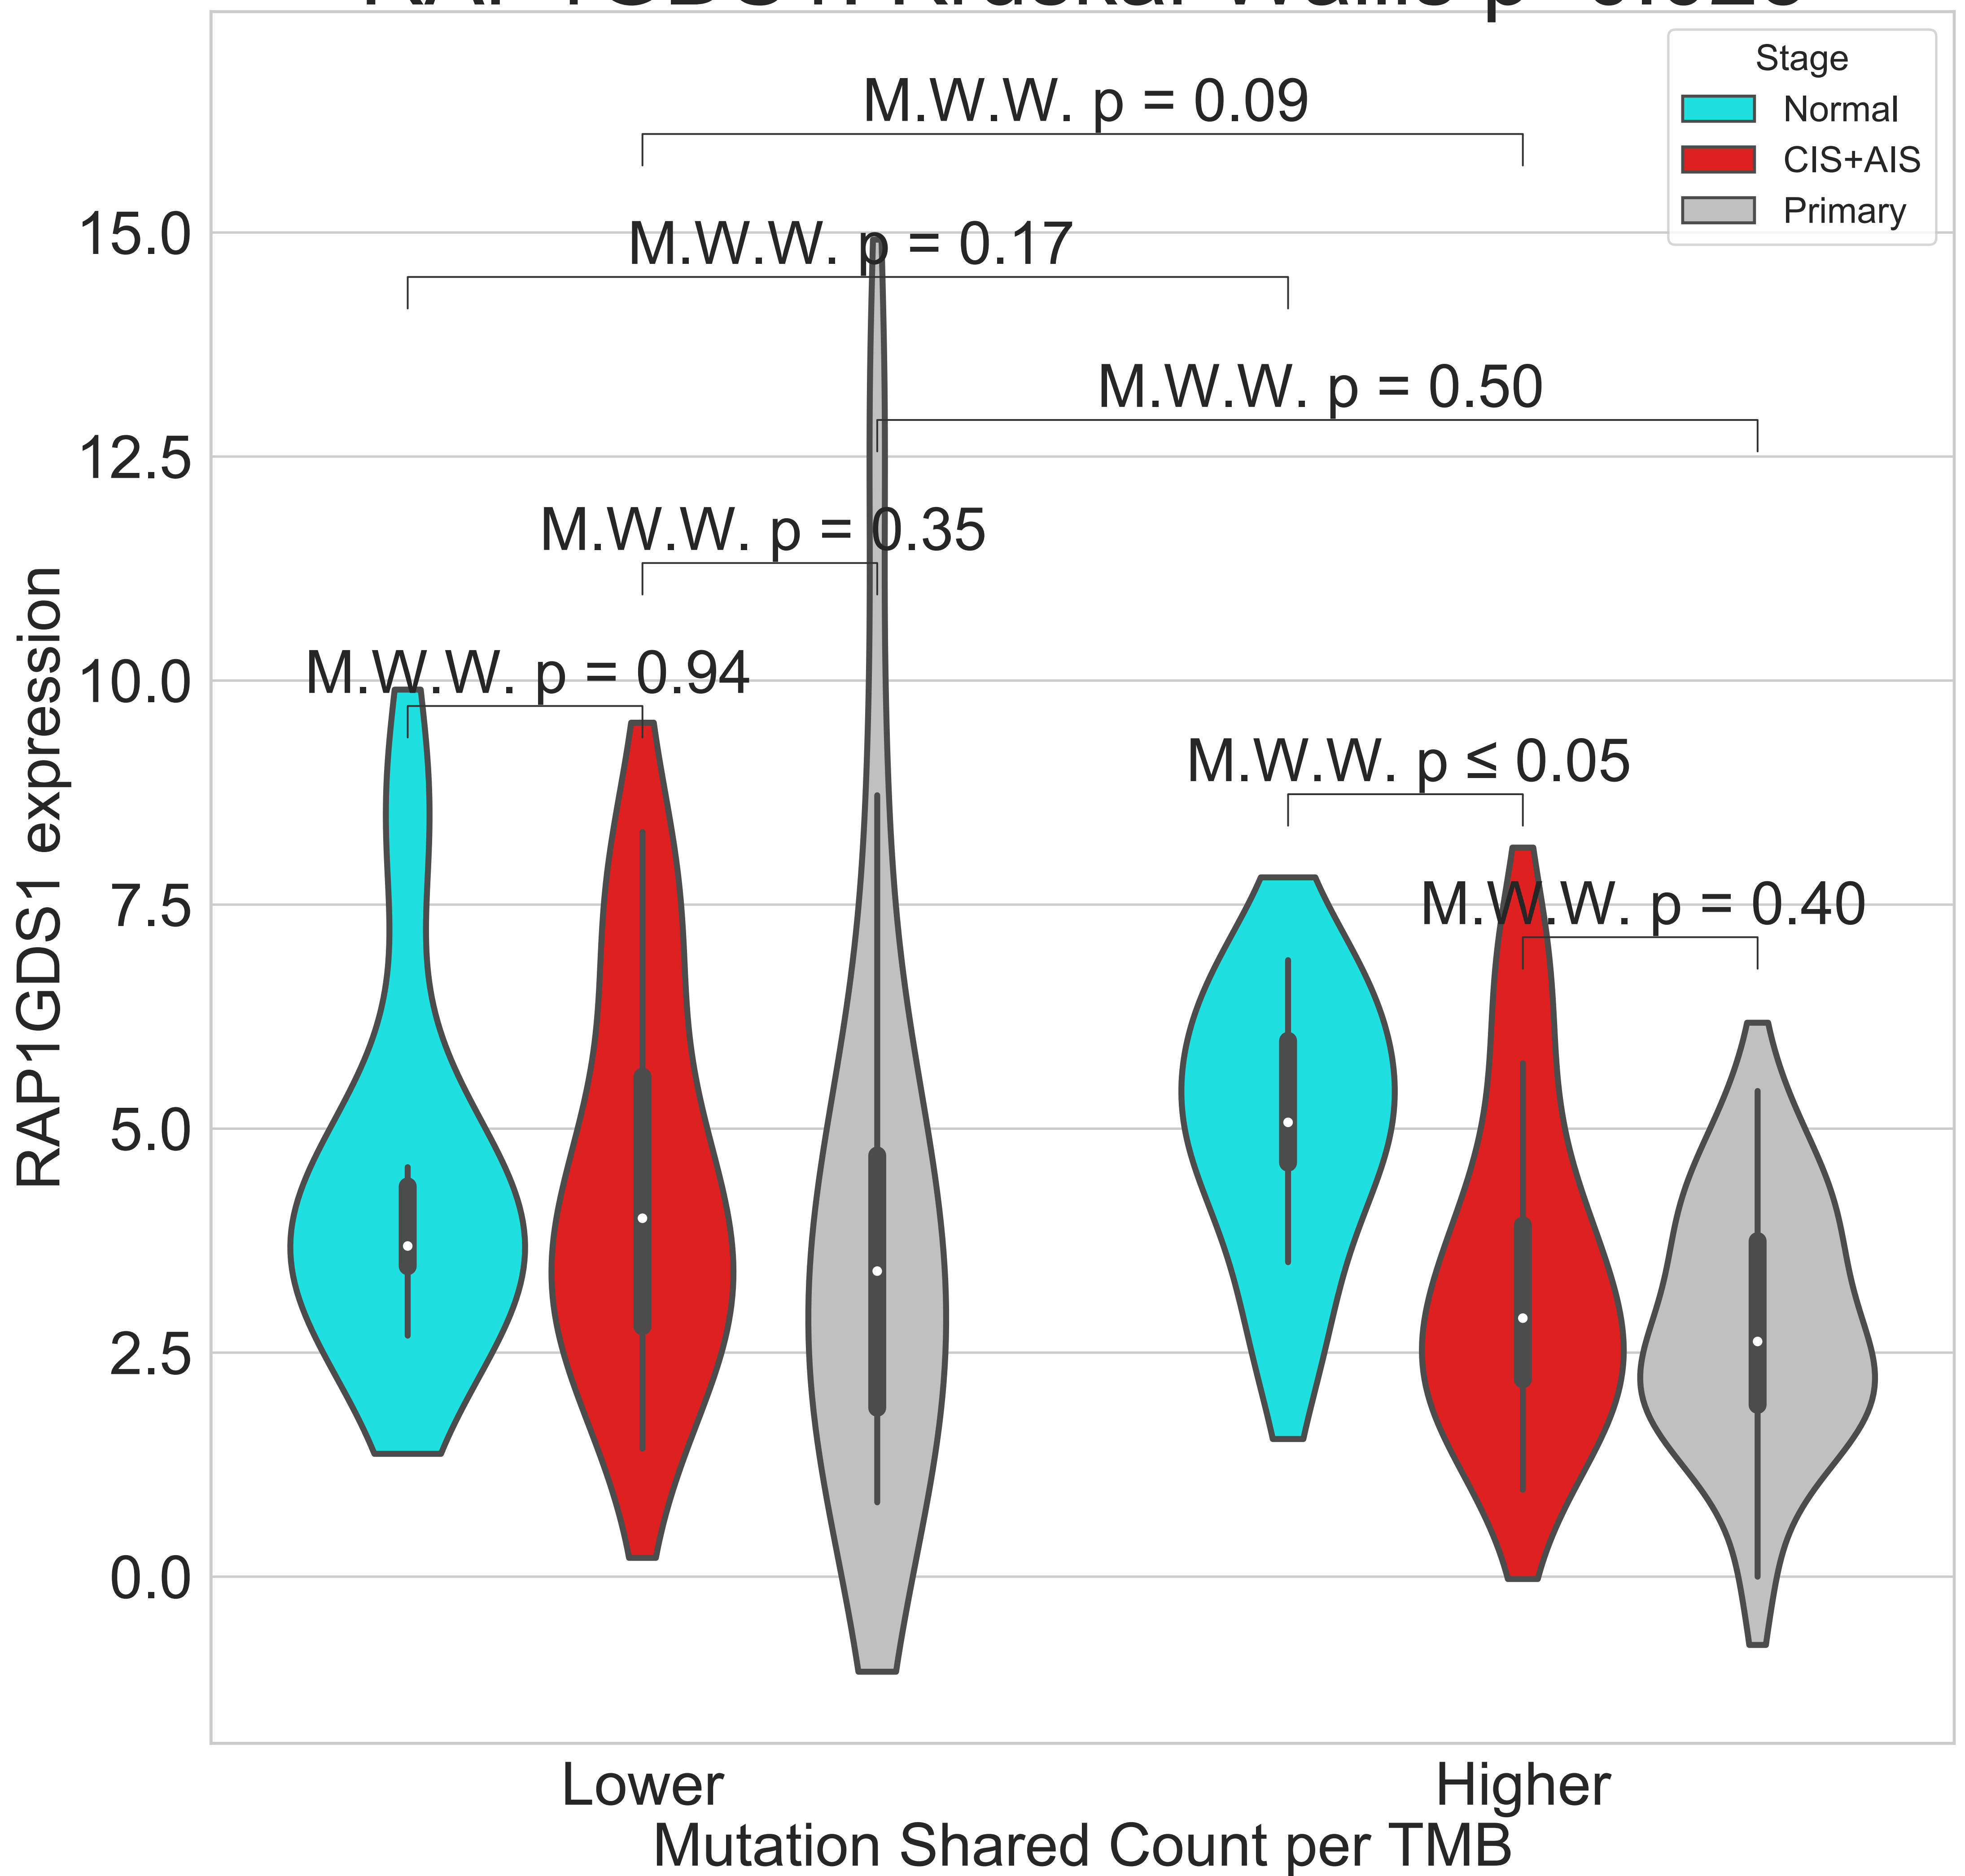 Stage
Normal
CIS+AIS
Primary
M.W.W. p = 0.09
M.W.W. p = 0.17
M.W.W. p = 0.50
M.W.W. p = 0.35
M.W.W. p = 0.94
M.W.W. p ≤ 0.05
M.W.W. p = 0.40
15.0
12.5
10.0
7.5
5.0
2.5
0.0
RAP1GDS1 expression
Lower
Higher
Mutation Shared Count per TMB